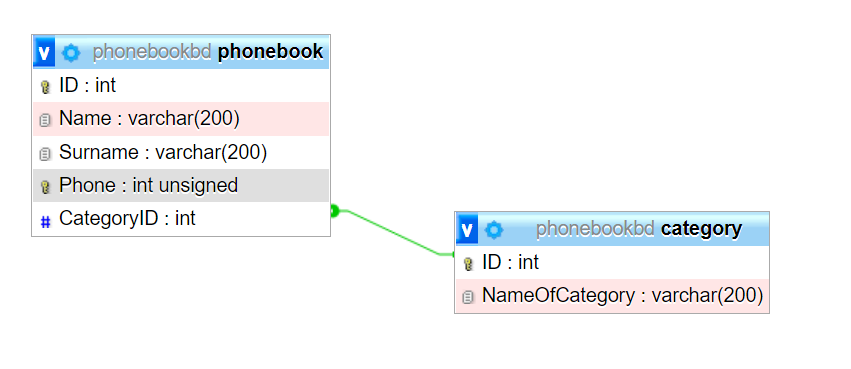 v phonebookbd phonebook
ID : int
Name : varchar(200)
Surname : varchar(200)
Phone : int unsigned
# CategoryID : int
v phonebookbd category
ID : int
NameOfCategory : varchar(200)